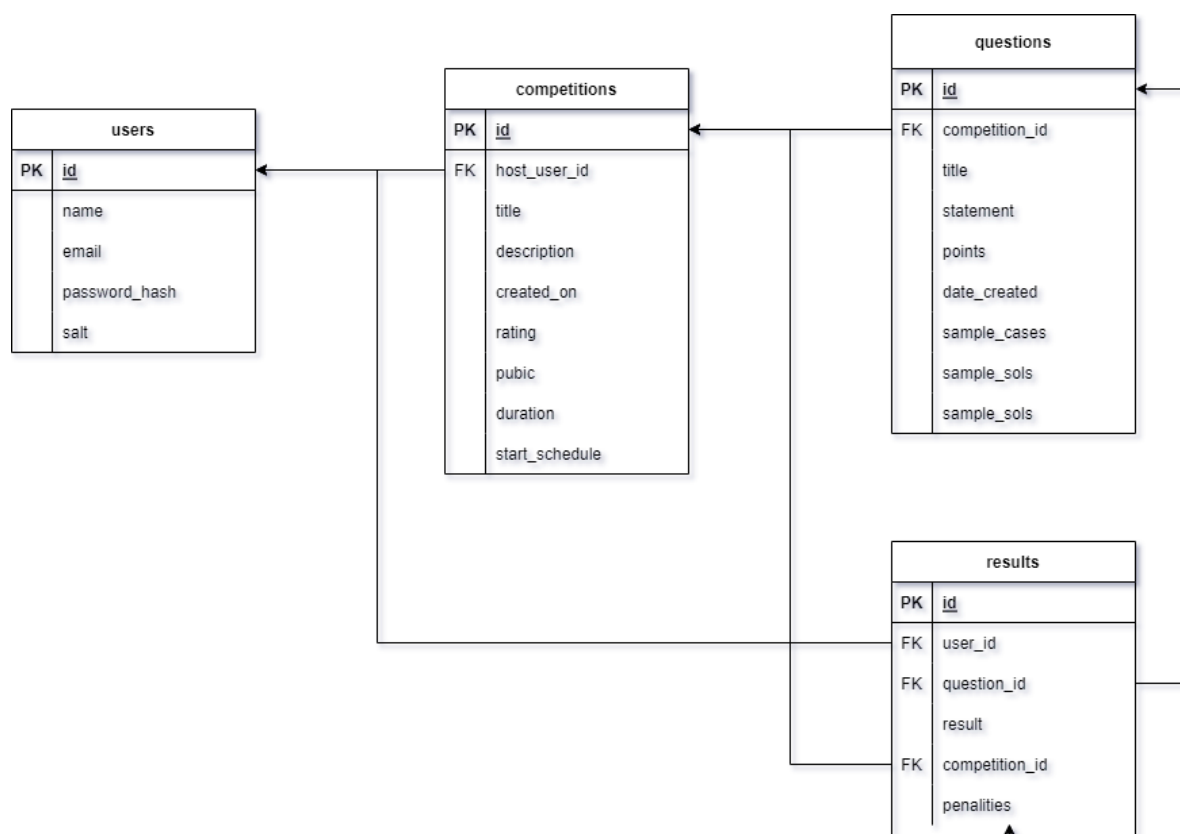 users
PK id
name
email
password_hash
salt
competitions
PK id
FK host_user_id
title
description
created_on
rating
pubic
duration
start_schedule
questions
PK id
FK competition_id
title
statement
points
date_created
sample_cases
sample_sols
sample_sols
results
PK id
FK user_id
FK question_id
result
FK competition_id
penalities